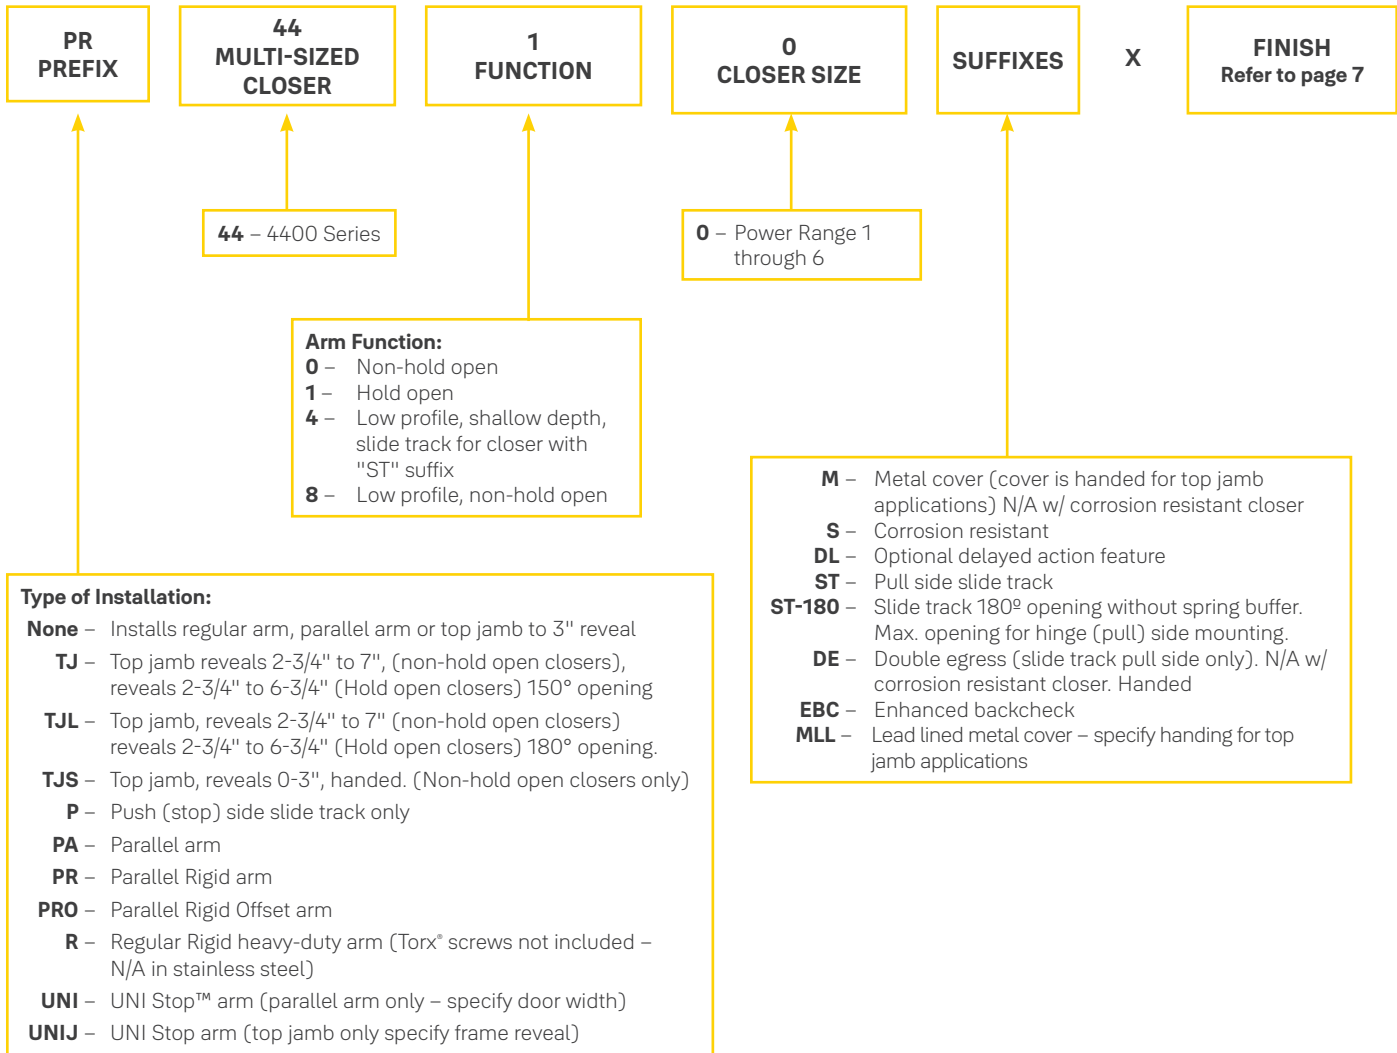 PR
PREFIX
44
MULTI-SIZED
CLOSER
1
FUNCTION
0
CLOSER SIZE
SUFFIXES
X
FINISH
Refer to page 7
44 – 4400 Series
0 – Power Range 1
through 6
Arm Function:
0 – Non-hold open
1 – Hold open
4 – Low profile, shallow depth,
slide track for closer with
"ST" suffix
8 – Low profile, non-hold open
M – Metal cover (cover is handed for top jamb
applications) N/A w/ corrosion resistant closer
S – Corrosion resistant
DL – Optional delayed action feature
ST – Pull side slide track
ST-180 – Slide track 180º opening without spring buffer.
Max. opening for hinge (pull) side mounting.
DE – Double egress (slide track pull side only). N/A w/
corrosion resistant closer. Handed
EBC – Enhanced backcheck
MLL – Lead lined metal cover – specify handing for top
jamb applications
Type of Installation:
None – Installs regular arm, parallel arm or top jamb to 3" reveal
TJ – Top jamb reveals 2-3/4" to 7", (non-hold open closers),
reveals 2-3/4" to 6-3/4" (Hold open closers) 150° opening
TJL – Top jamb, reveals 2-3/4" to 7" (non-hold open closers)
reveals 2-3/4" to 6-3/4" (Hold open closers) 180° opening.
TJS – Top jamb, reveals 0-3", handed. (Non-hold open closers only)
P – Push (stop) side slide track only
PA – Parallel arm
PR – Parallel Rigid arm
PRO – Parallel Rigid Offset arm
R – Regular Rigid heavy-duty arm (Torx® screws not included –
N/A in stainless steel)
UNI – UNI Stop™ arm (parallel arm only – specify door width)
UNIJ – UNI Stop arm (top jamb only specify frame reveal)